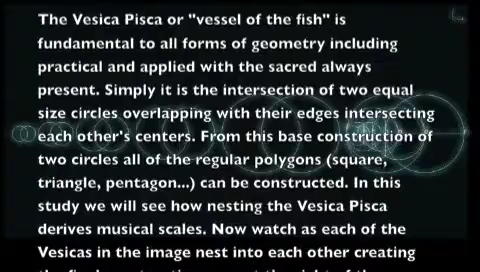 The Vesica Pisca or "vessel of the fish" is
fundamental to all forms of geometry including
practical and applied with the sacred always
present. Simply it is the intersection of two equal
size circles overlapping with their edges intersecting
each other's centers. From this base construction of
two circles all of the regular polygons (square,
triangle, pentagon...) can be constructed. In this
study we will see how nesting the Vesica Pisca
derives musical scales. Now watch as each of the
Vesicas in the image nest into each other creating